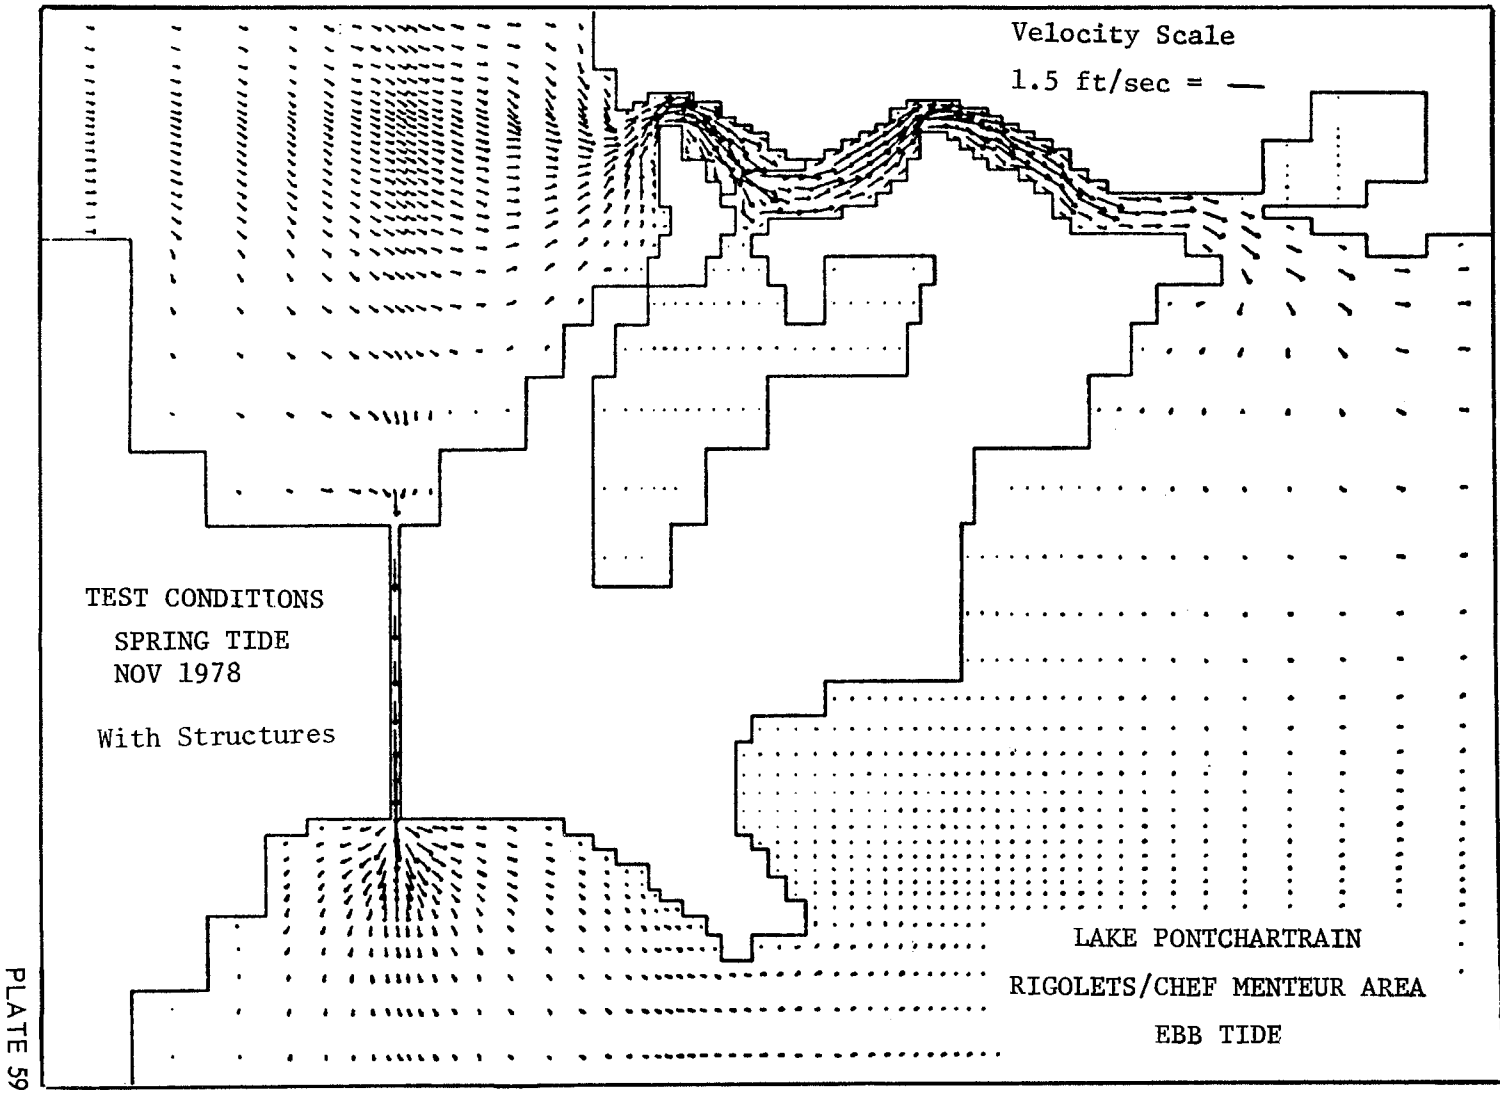 Velocity Scale
1.5 ft/sec =
TEST CONDITIONS
SPRING TIDE
NOV 1978
With Structures
LAKE PONTCHARTRAIN
RIGOLETS/CHEF MENTEUR AREA
EBB TIDE
PLATE 59